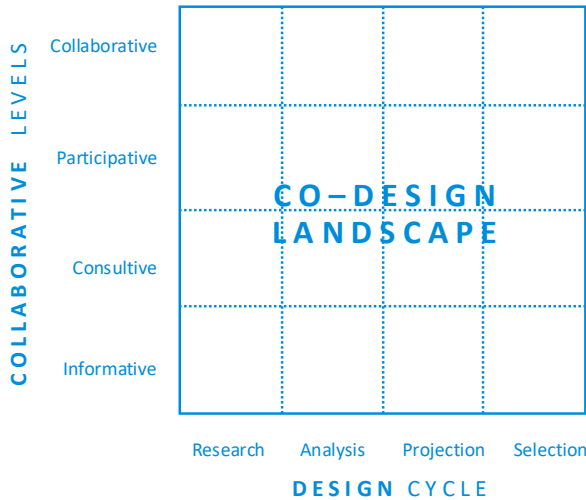 COLLABORATIVE LEVELS
Collaborative
Participative
CO–DESIGN
LANDSCAPE
Consultive
Informative
Research Analysis Projection Selection
DESIGN CYCLE